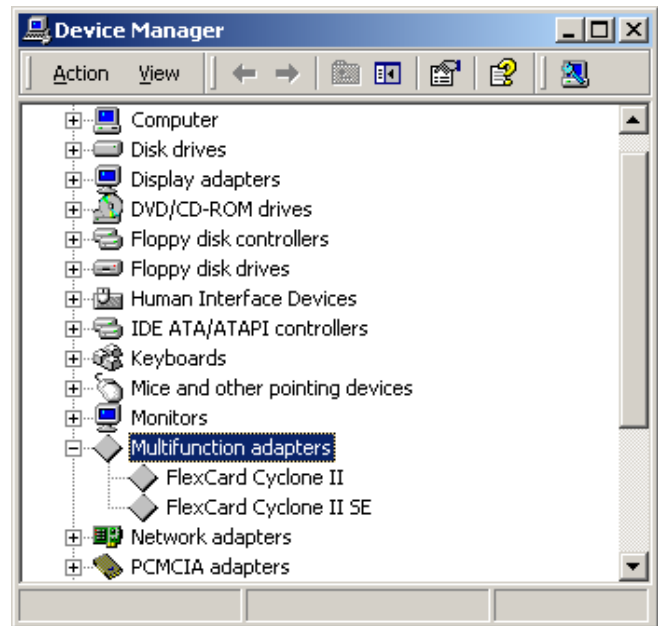 Device Manager
Action View
Computer
Disk drives
Display adapters
DVD/CD-ROM drives
Floppy disk controllers
Floppy disk drives
Human Interface Devices
IDE ATA/ATAPI controllers
Keyboards
Mice and other pointing devices
Monitors
Multifunction adapters
FlexCard Cyclone II
FlexCard Cyclone II SE
Network adapters
PCMCIA adapters